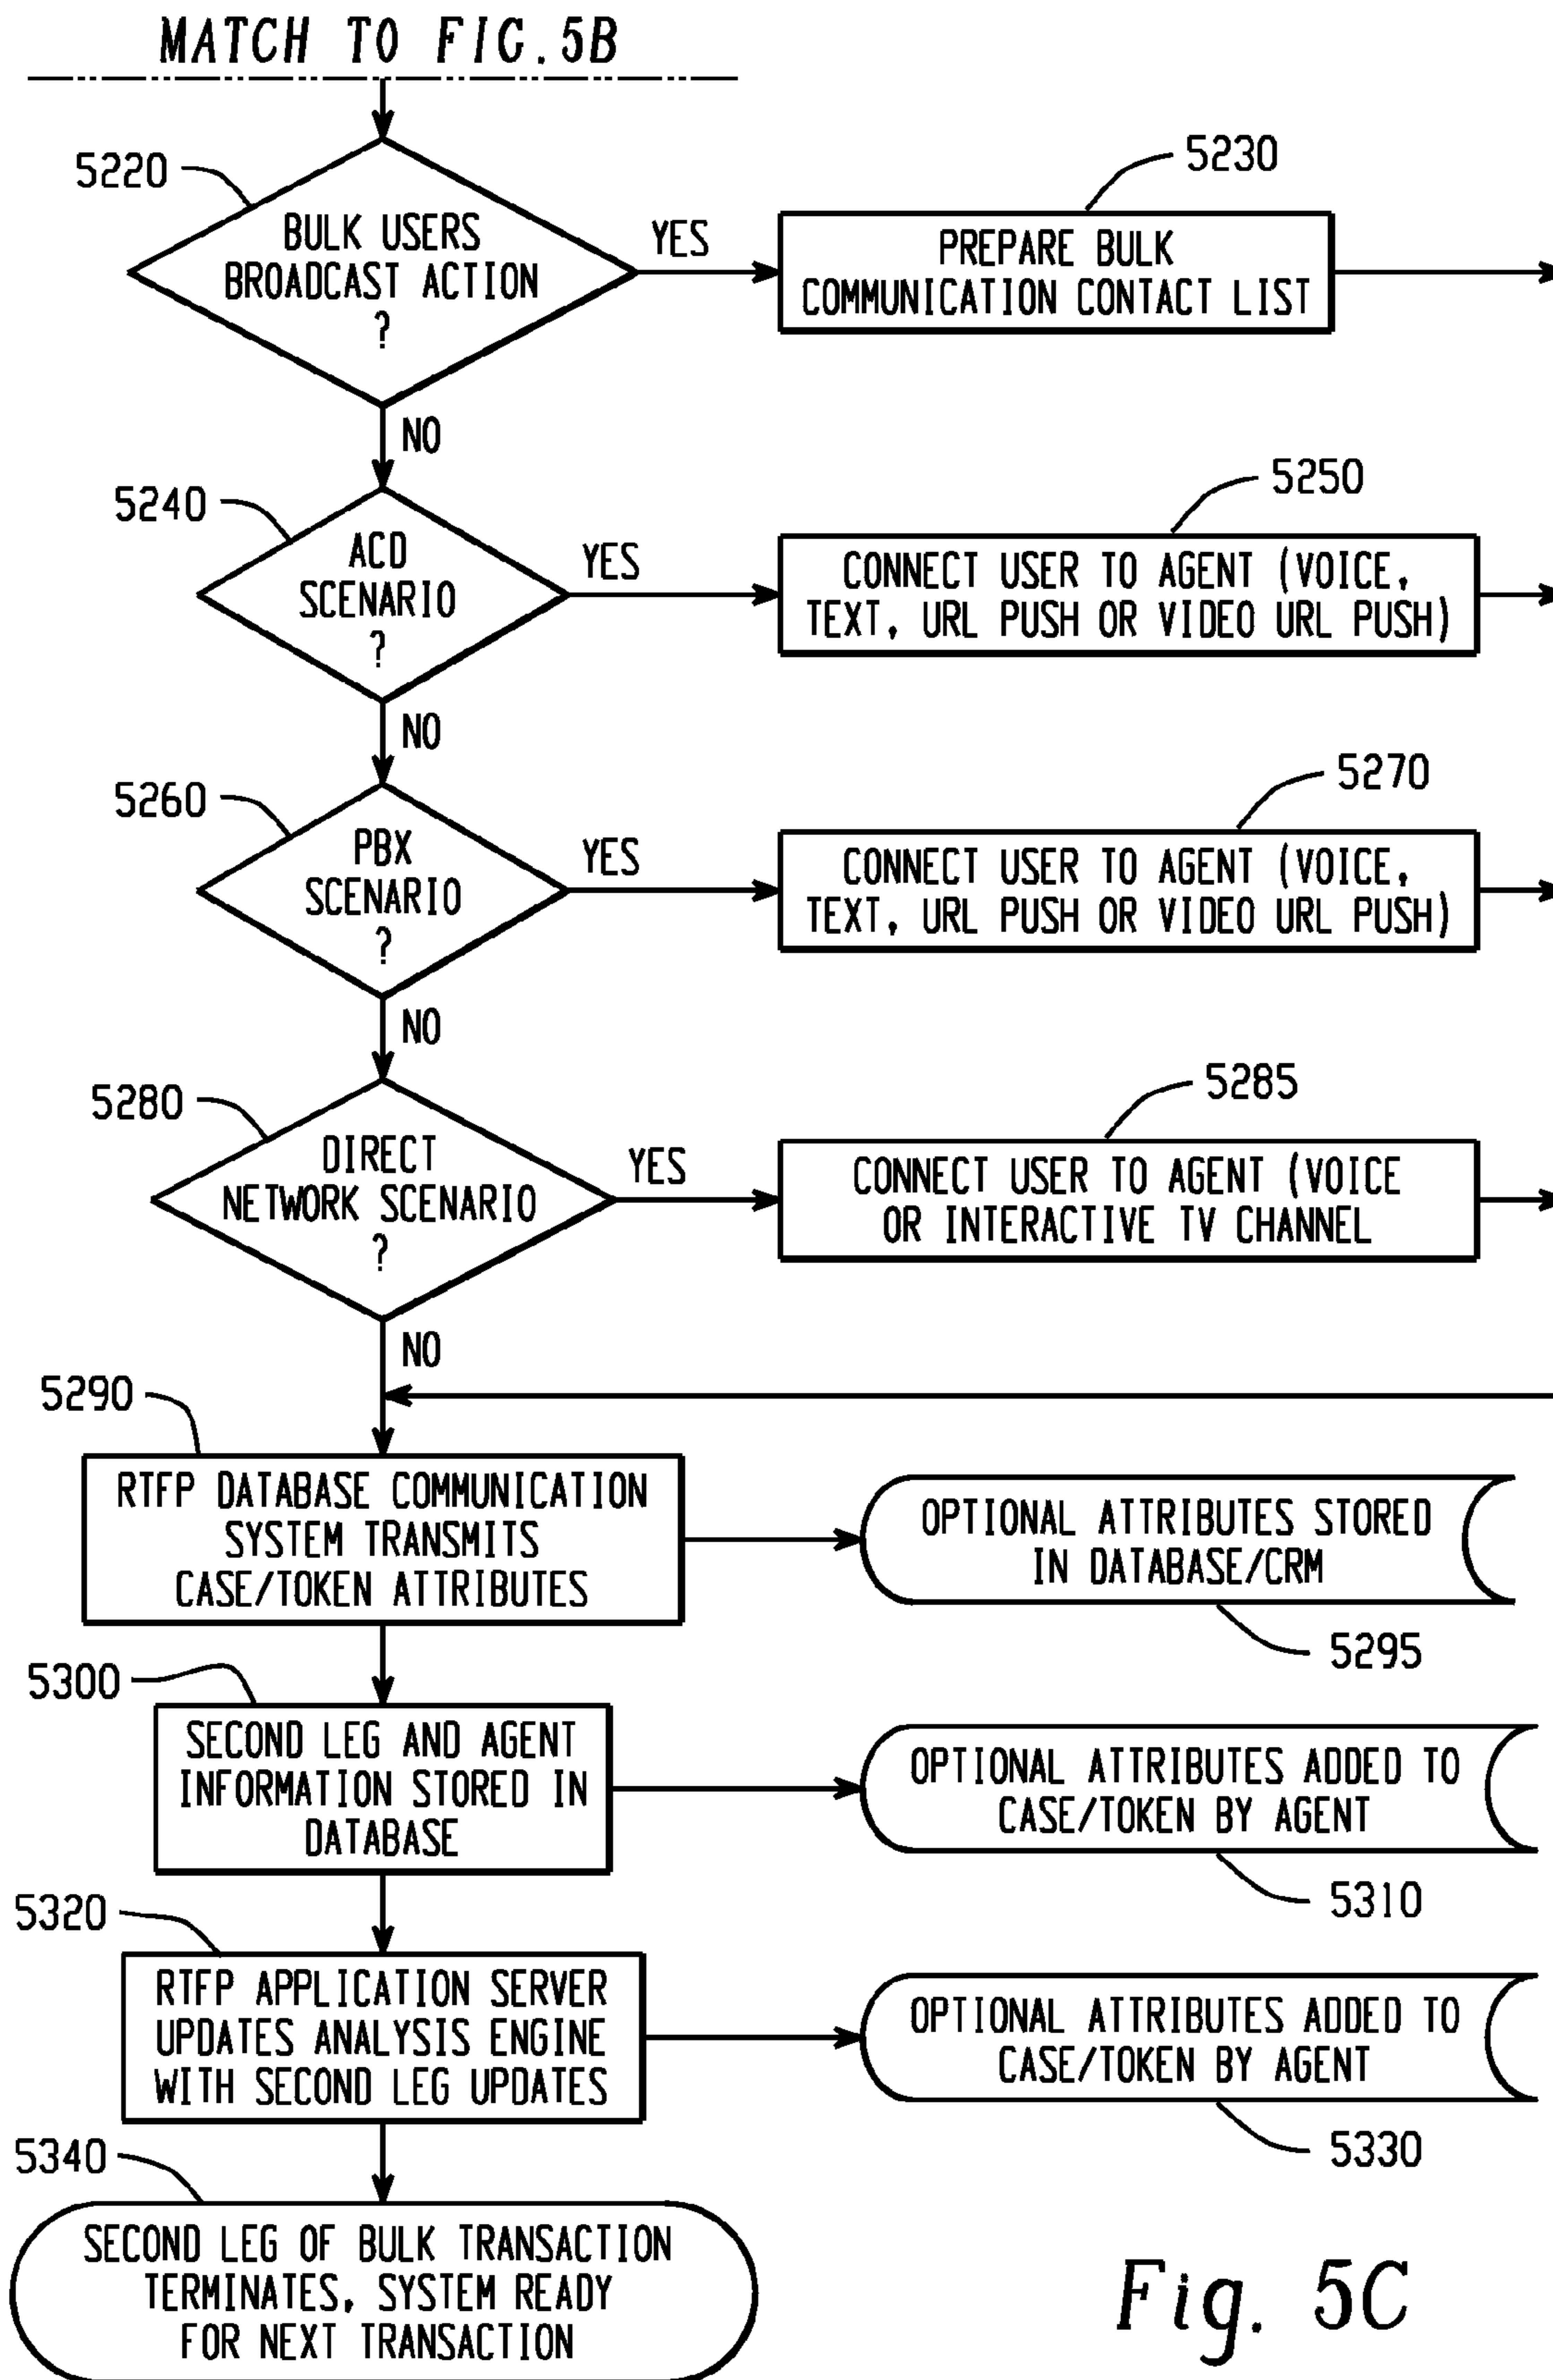 MATCH TO FIG.5B
5220
BULK USERS
BROADCAST ACTION
?
YES
5230
PREPARE BULK
COMMUNICATION CONTACT LIST
NO
5240
ACD
SCENARIO
?
YES
5250
CONNECT USER TO AGENT (VOICE,
TEXT, URL PUSH OR VIDEO URL PUSH)
NO
5260
PBX
SCENARIO
?
YES
5270
CONNECT USER TO AGENT (VOICE,
TEXT, URL PUSH OR VIDEO URL PUSH)
NO
5280
DIRECT
NETWORK SCENARIO
?
YES
5285
CONNECT USER TO AGENT (VOICE
OR INTERACTIVE TV CHANNEL
NO
5290
RTFP DATABASE COMMUNICATION
SYSTEM TRANSMITS
CASE/TOKEN ATTRIBUTES
OPTIONAL ATTRIBUTES STORED
IN DATABASE/CRM
5295
5300
SECOND LEG AND AGENT
INFORMATION STORED IN
DATABASE
OPTIONAL ATTRIBUTES ADDED TO
CASE/TOKEN BY AGENT
5310
5320
RTFP APPLICATION SERVER
UPDATES ANALYSIS ENGINE
WITH SECOND LEG UPDATES
OPTIONAL ATTRIBUTES ADDED TO
CASE/TOKEN BY AGENT
5330
5340
SECOND LEG OF BULK TRANSACTION
TERMINATES, SYSTEM READY
FOR NEXT TRANSACTION
Fig. 5C